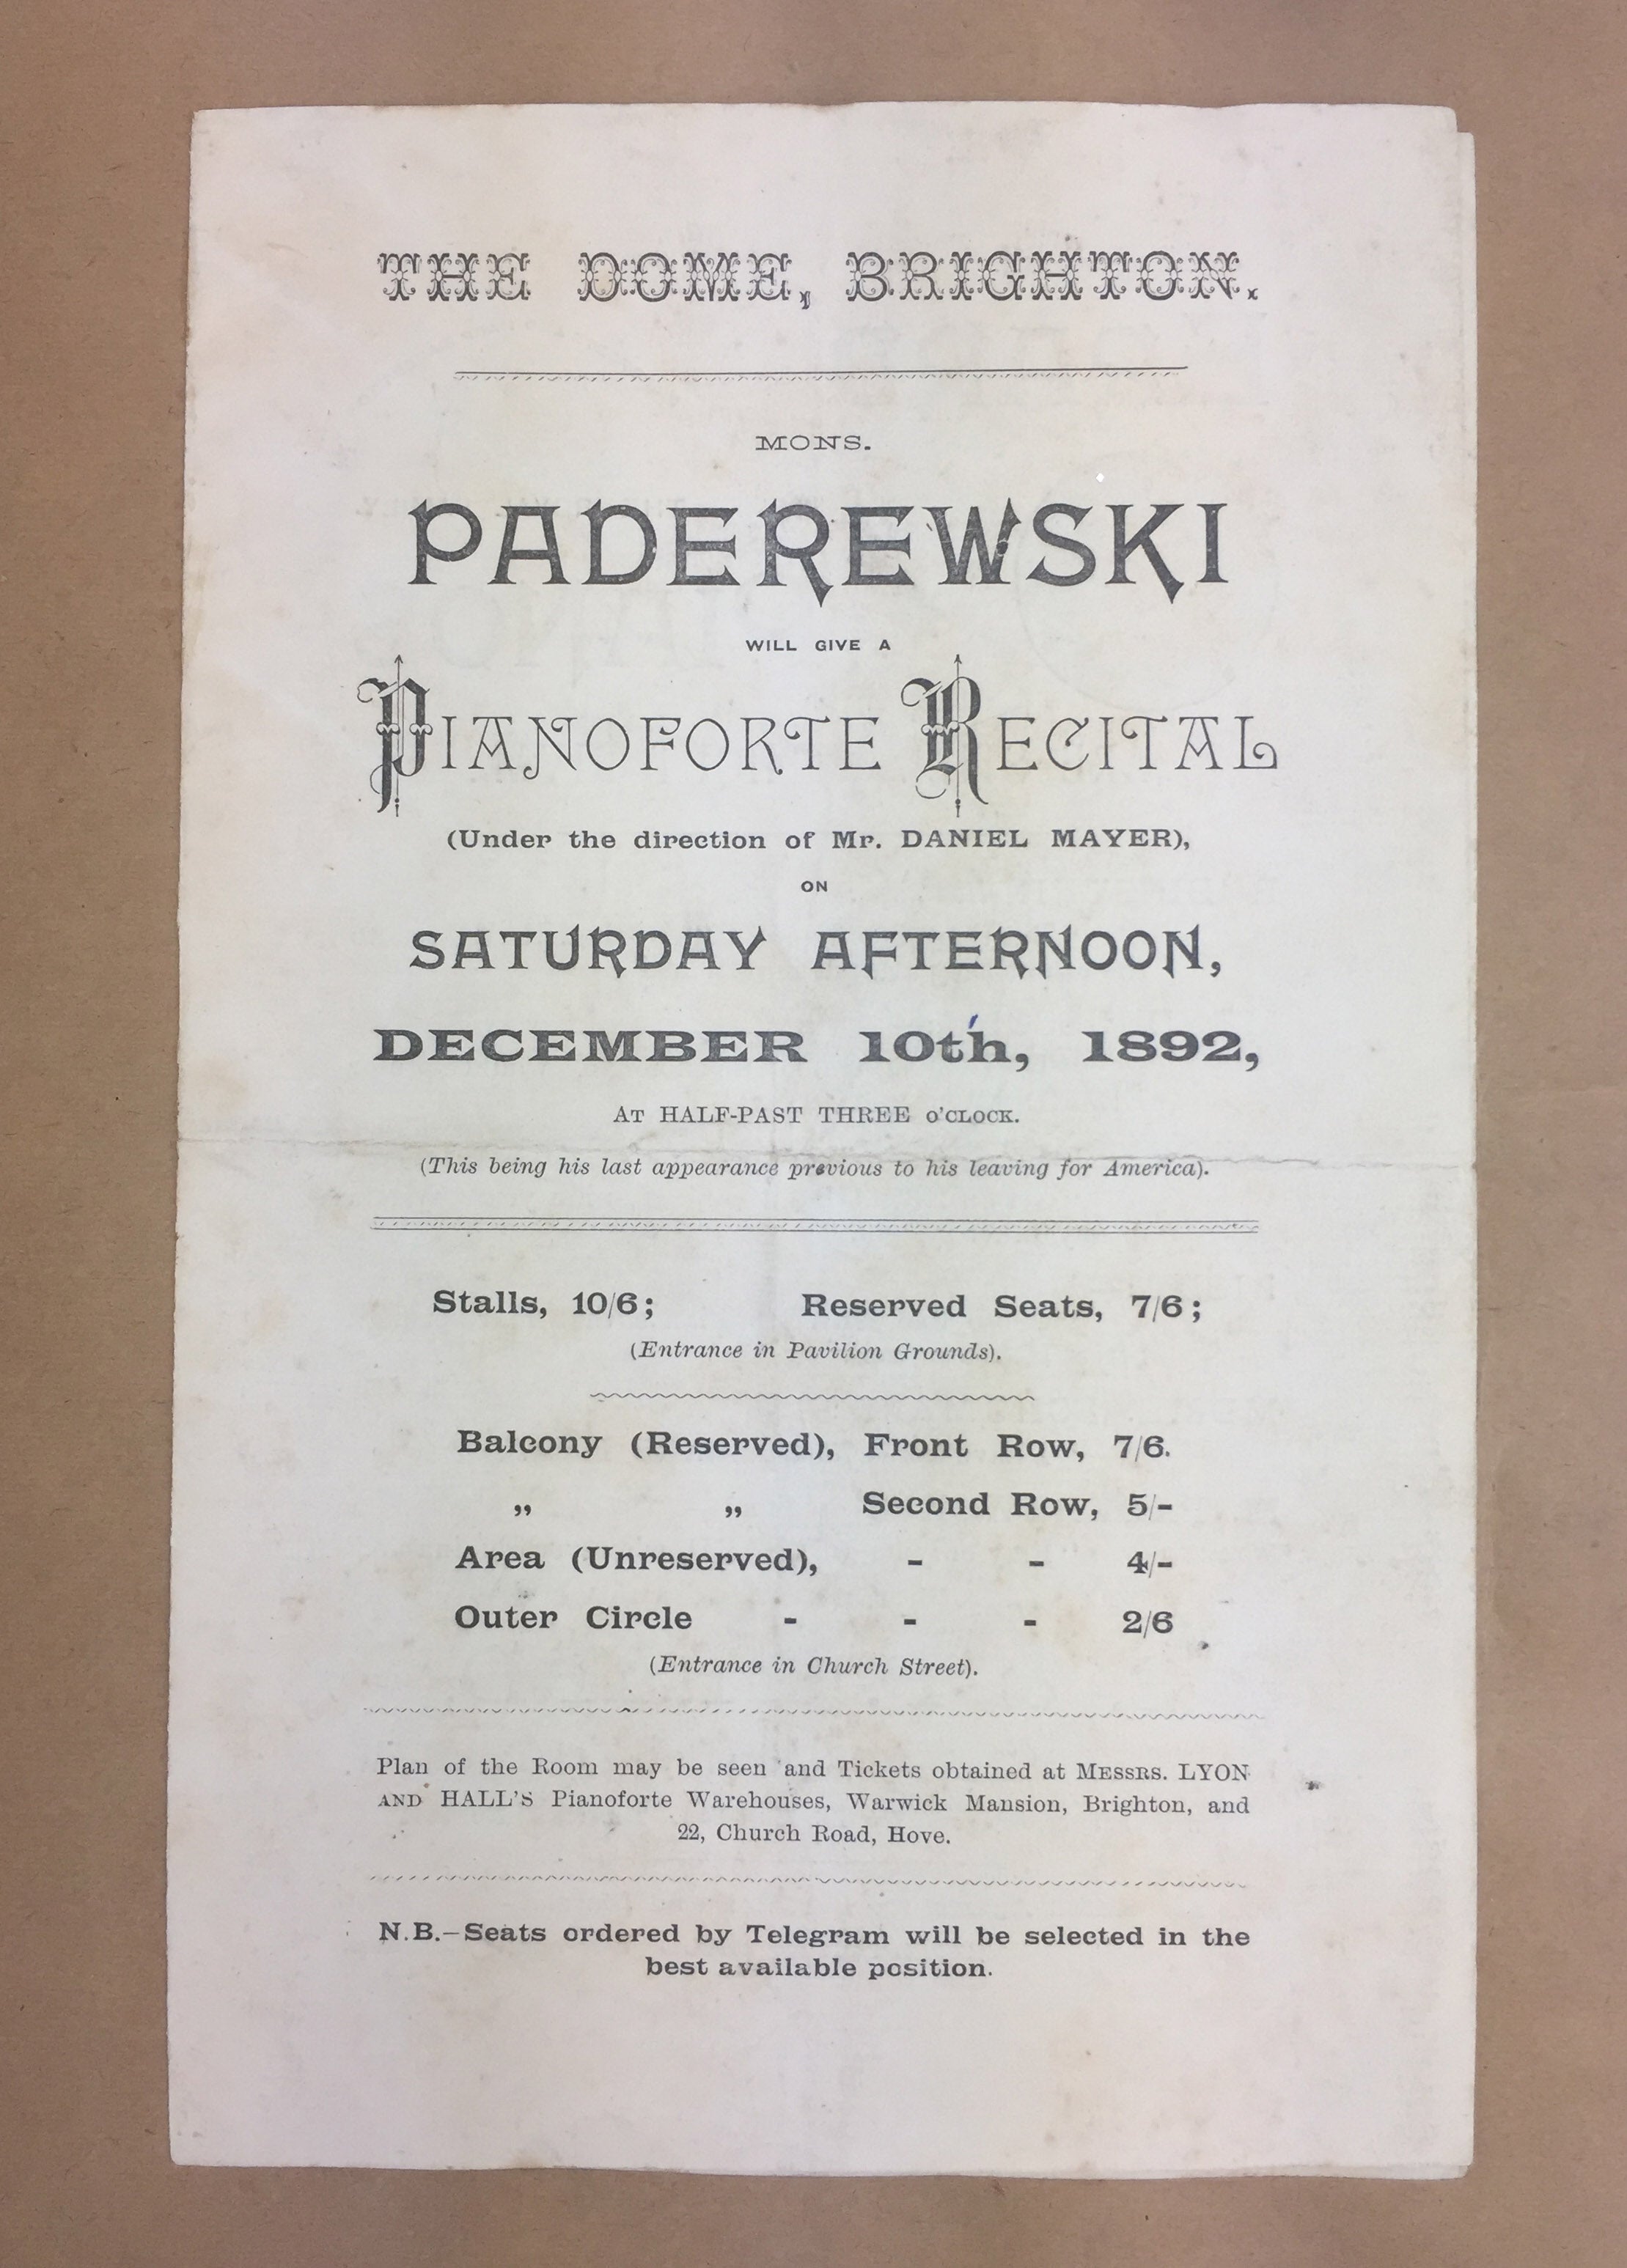 THE DOME, BRIGHTON.
MONS.
PADEREWSKI
WILL GIVE A
PIANOFORTE RECITAL
(Under the direction of Mr. DANIEL MAYER),
ON
SATURDAY AFTERNOON,
DECEMBER 10th, 1892,
AT HALF-PAST THREE O'CLOCK.
(This being his last appearance previous to his leaving for America).
Stalls, 10/6; Reserved Seats, 7/6;
(Entrance in Pavilion Grounds).
Balcony (Reserved), Front Row, 7/6.
„ „ Second Row, 5/-
Area (Unreserved), - - 4/-
Outer Circle - - - 2/6
(Entrance in Church Street).
Plan of the Room may be seen and Tickets obtained at MESSRS. LYON
AND HALL'S Pianoforte Warehouses, Warwick Mansion, Brighton, and
22, Church Road, Hove.
N.B.—Seats ordered by Telegram will be selected in the
best available position.